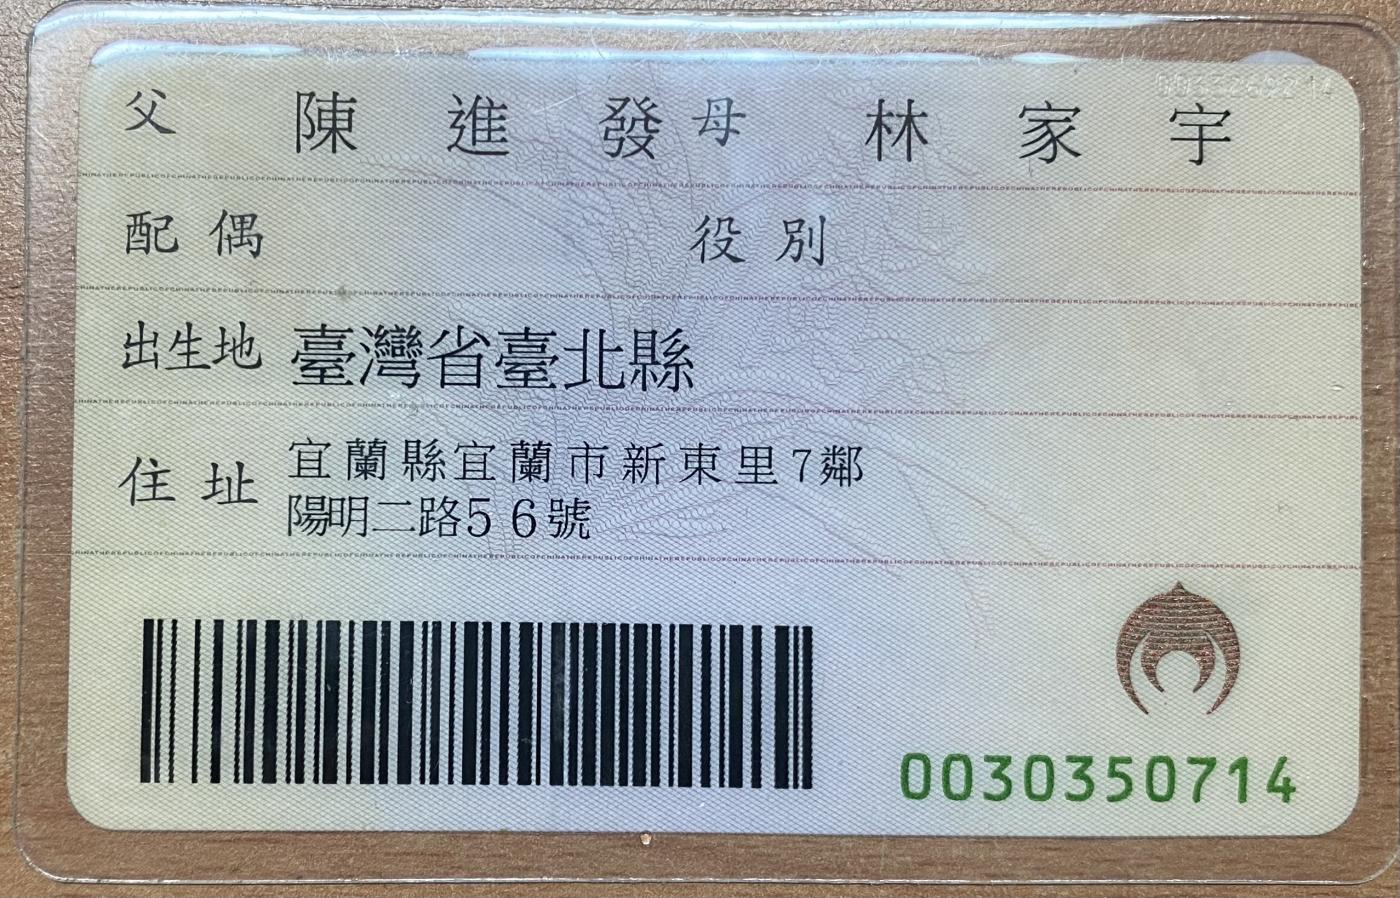 父 陳進發 母 林家宇
配偶 役別
出生地 臺灣省臺北縣
住址 宜蘭縣宜蘭市新東里7鄰
陽明二路56號
0030350714